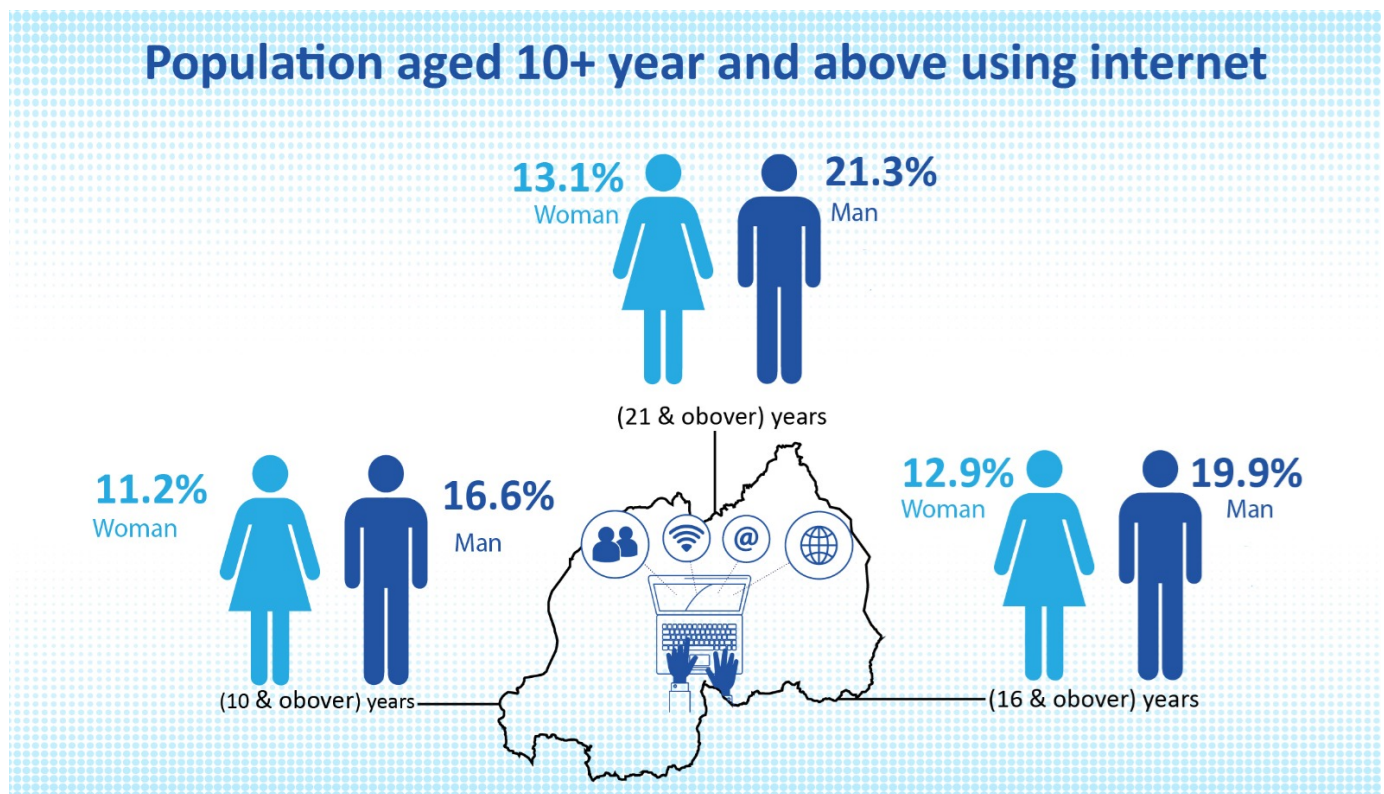 Population aged 10+ year and above using internet
13.1%
Woman
21.3%
Man
(21 & obover) years
11.2%
Woman
16.6%
Man
(10 & obover) years
12.9%
Woman
19.9%
Man
(16 & obover) years
@